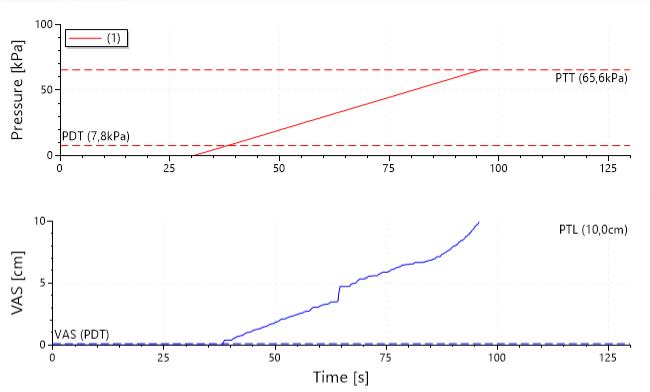 100
(1)
Pressure [kPa]
PTT (65,6kPa)
50
PDT (7,8kPa)
0
0 25 50 75 100 125
10
PTL (10,0cm)
VAS [cm]
5
VAS (PDT)
0
0 25 50 75 100 125
Time [s]